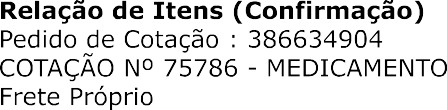 Relação de Itens (Confirmação)
Pedido de Cotação : 386634904
COTAÇÃO Nº 75786 - MEDICAMENTO
Frete Próprio